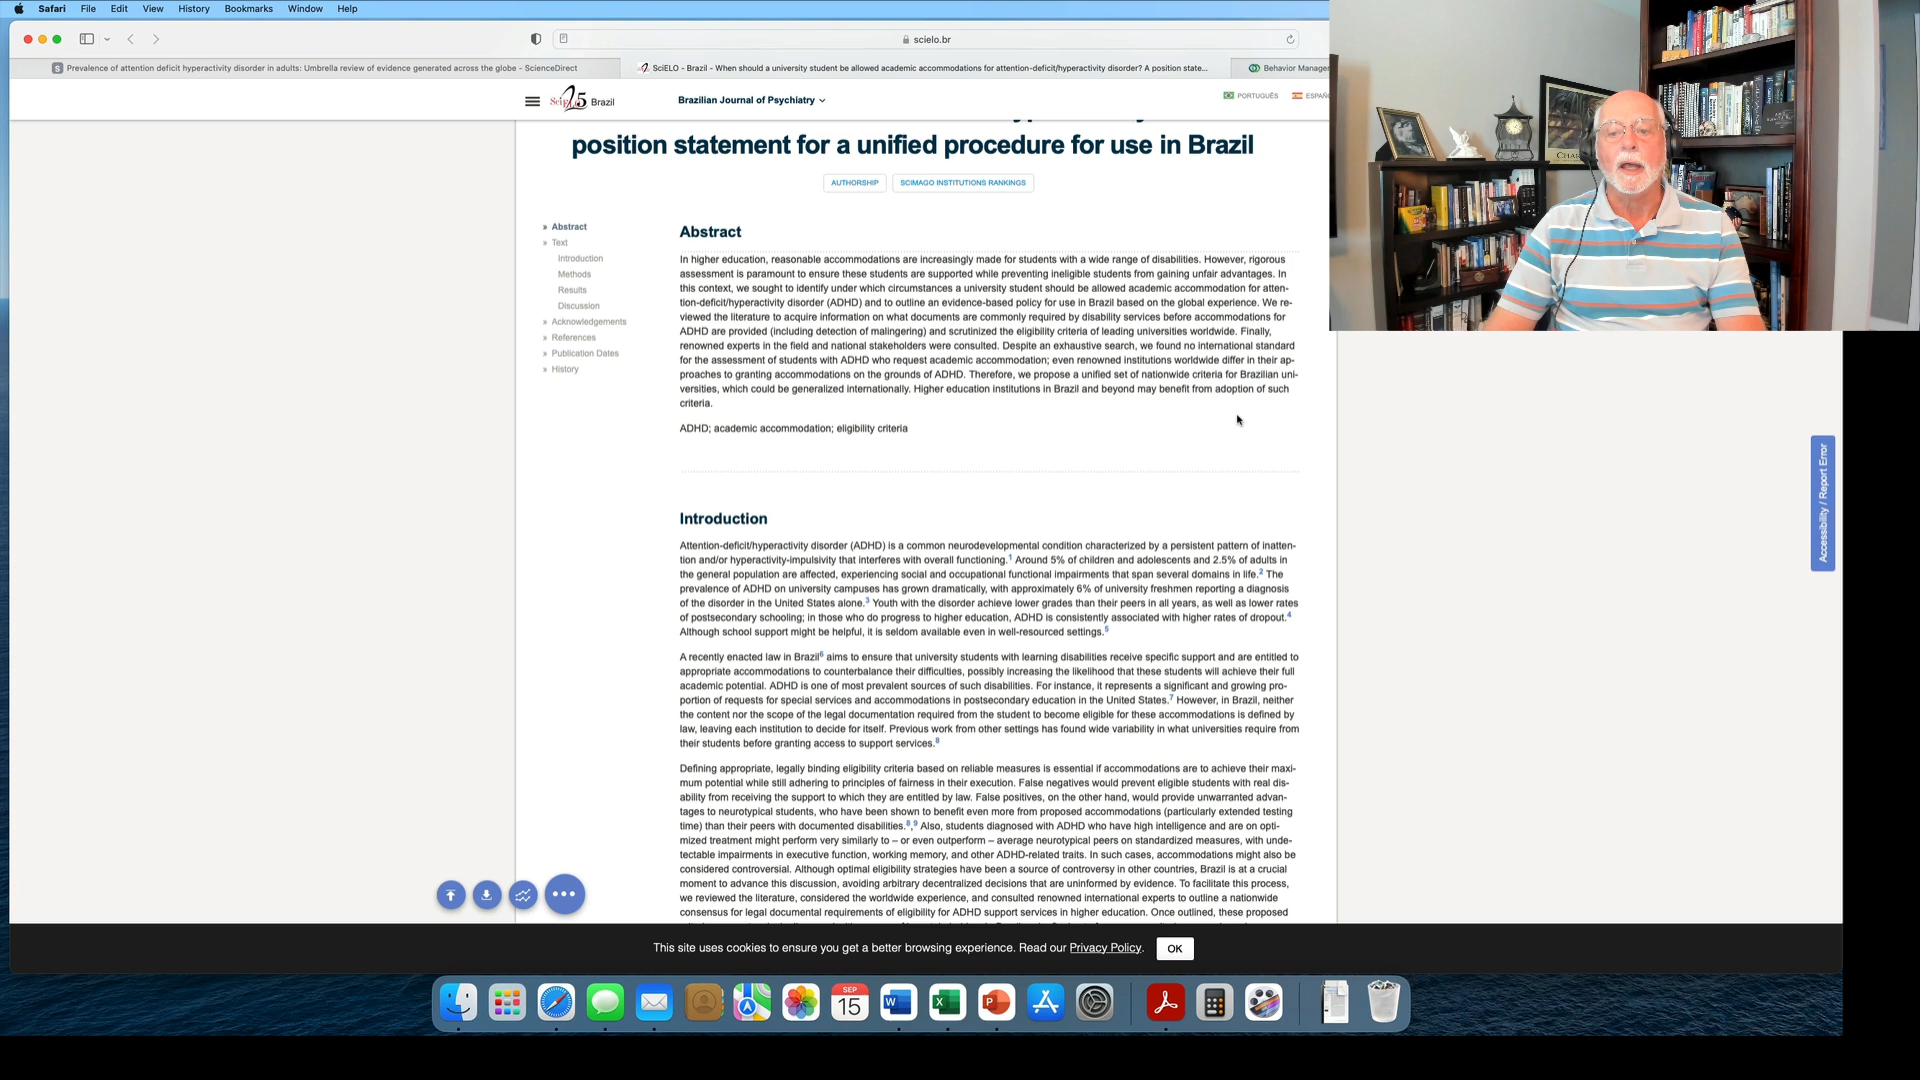 Safari File Edit View History Bookmarks Window Help
scielo.br
S Prevalence of attention deficit hyperactivity disorder in adults: Umbrella review of evidence generated across the globe - ScienceDirect
SciELO - Brazil - When should a university student be allowed academic accommodations for attention-deficit/hyperactivity disorder? A position state...
Behavior Manager
SciELO 25 Brazil
Brazilian Journal of Psychiatry
PORTUGUÊS
ESPAÑO
position statement for a unified procedure for use in Brazil
AUTHORSHIP
SCIMAGO INSTITUTIONS RANKINGS
» Abstract
» Text
Introduction
Methods
Results
Discussion
» Acknowledgements
» References
» Publication Dates
» History
Abstract
In higher education, reasonable accommodations are increasingly made for students with a wide range of disabilities. However, rigorous
assessment is paramount to ensure these students are supported while preventing ineligible students from gaining unfair advantages. In
this context, we sought to identify under which circumstances a university student should be allowed academic accommodation for atten-
tion-deficit/hyperactivity disorder (ADHD) and to outline an evidence-based policy for use in Brazil based on the global experience. We re-
viewed the literature to acquire information on what documents are commonly required by disability services before accommodations for
ADHD are provided (including detection of malingering) and scrutinized the eligibility criteria of leading universities worldwide. Finally,
renowned experts in the field and national stakeholders were consulted. Despite an exhaustive search, we found no international standard
for the assessment of students with ADHD who request academic accommodation; even renowned institutions worldwide differ in their ap-
proaches to granting accommodations on the grounds of ADHD. Therefore, we propose a unified set of nationwide criteria for Brazilian uni-
versities, which could be generalized internationally. Higher education institutions in Brazil and beyond may benefit from adoption of such
criteria.
ADHD; academic accommodation; eligibility criteria
Introduction
Attention-deficit/hyperactivity disorder (ADHD) is a common neurodevelopmental condition characterized by a persistent pattern of inatten-
tion and/or hyperactivity-impulsivity that interferes with overall functioning.1 Around 5% of children and adolescents and 2.5% of adults in
the general population are affected, experiencing social and occupational functional impairments that span several domains in life.2 The
prevalence of ADHD on university campuses has grown dramatically, with approximately 6% of university freshmen reporting a diagnosis
of the disorder in the United States alone.3 Youth with the disorder achieve lower grades than their peers in all years, as well as lower rates
of postsecondary schooling; in those who do progress to higher education, ADHD is consistently associated with higher rates of dropout.4
Although school support might be helpful, it is seldom available even in well-resourced settings.5
A recently enacted law in Brazil6 aims to ensure that university students with learning disabilities receive specific support and are entitled to
appropriate accommodations to counterbalance their difficulties, possibly increasing the likelihood that these students will achieve their full
academic potential. ADHD is one of most prevalent sources of such disabilities. For instance, it represents a significant and growing pro-
portion of requests for special services and accommodations in postsecondary education in the United States.7 However, in Brazil, neither
the content nor the scope of the legal documentation required from the student to become eligible for these accommodations is defined by
law, leaving each institution to decide for itself. Previous work from other settings has found wide variability in what universities require from
their students before granting access to support services.8
Defining appropriate, legally binding eligibility criteria based on reliable measures is essential if accommodations are to achieve their maxi-
mum potential while still adhering to principles of fairness in their execution. False negatives would prevent eligible students with real dis-
ability from receiving the support to which they are entitled by law. False positives, on the other hand, would provide unwarranted advan-
tages to neurotypical students, who have been shown to benefit even more from proposed accommodations (particularly extended testing
time) than their peers with documented disabilities.8,9 Also, students diagnosed with ADHD who have high intelligence and are on opti-
mized treatment might perform very similarly to – or even outperform – average neurotypical peers on standardized measures, with unde-
tectable impairments in executive function, working memory, and other ADHD-related traits. In such cases, accommodations might also be
considered controversial. Although optimal eligibility strategies have been a source of controversy in other countries, Brazil is at a crucial
moment to advance this discussion, avoiding arbitrary decentralized decisions that are uninformed by evidence. To facilitate this process,
we reviewed the literature, considered the worldwide experience, and consulted renowned international experts to outline a nationwide
consensus for legal documental requirements of eligibility for ADHD support services in higher education. Once outlined, these proposed
Accessibility / Report Error
This site uses cookies to ensure you get a better browsing experience. Read our Privacy Policy. OK
SEP
15